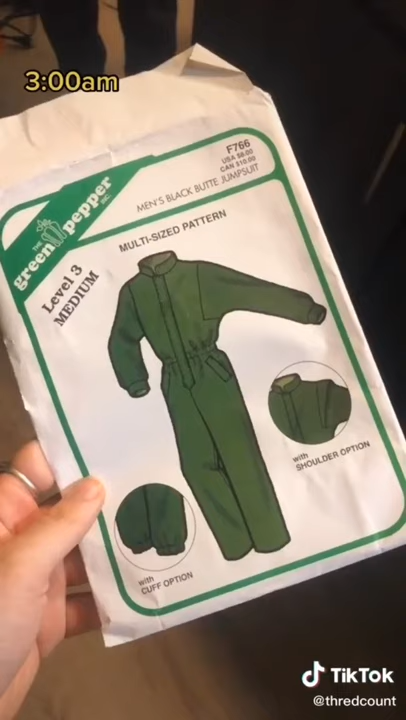 3:00am
F766
USA $8.00
CAN $10.00
THE
green pepper
INC.
MEN'S BLACK BUTTE JUMPSUIT
MULTI-SIZED PATTERN
Level 3
MEDIUM
with
SHOULDER OPTION
with
CUFF OPTION
TikTok
@thredcount